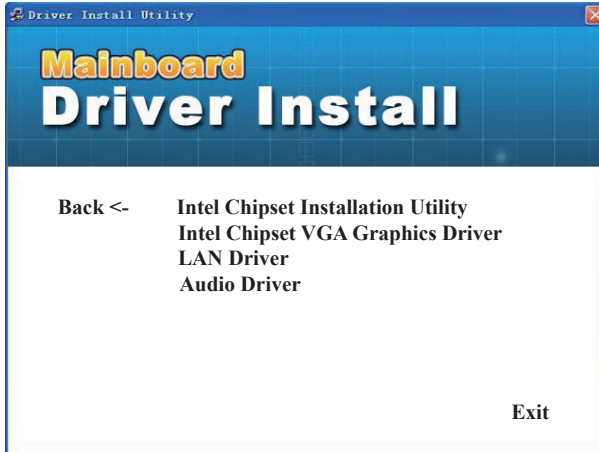 Driver Install Utility
Mainboard
Driver Install
Back <- Intel Chipset Installation Utility
Intel Chipset VGA Graphics Driver
LAN Driver
Audio Driver
Exit